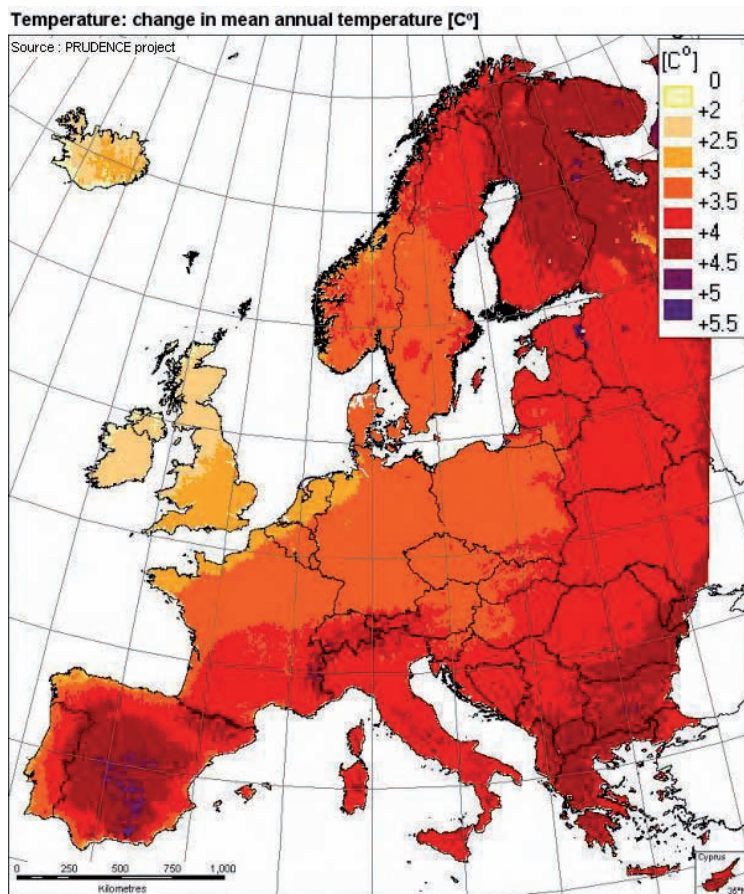 Temperature: change in mean annual temperature [Cº]
Source : PRUDENCE project
[C°]
0
+2
+2.5
+3
+3.5
+4
+4.5
+5
+5.5
0 250 500 750 1,000
Kilometres
Cyprus